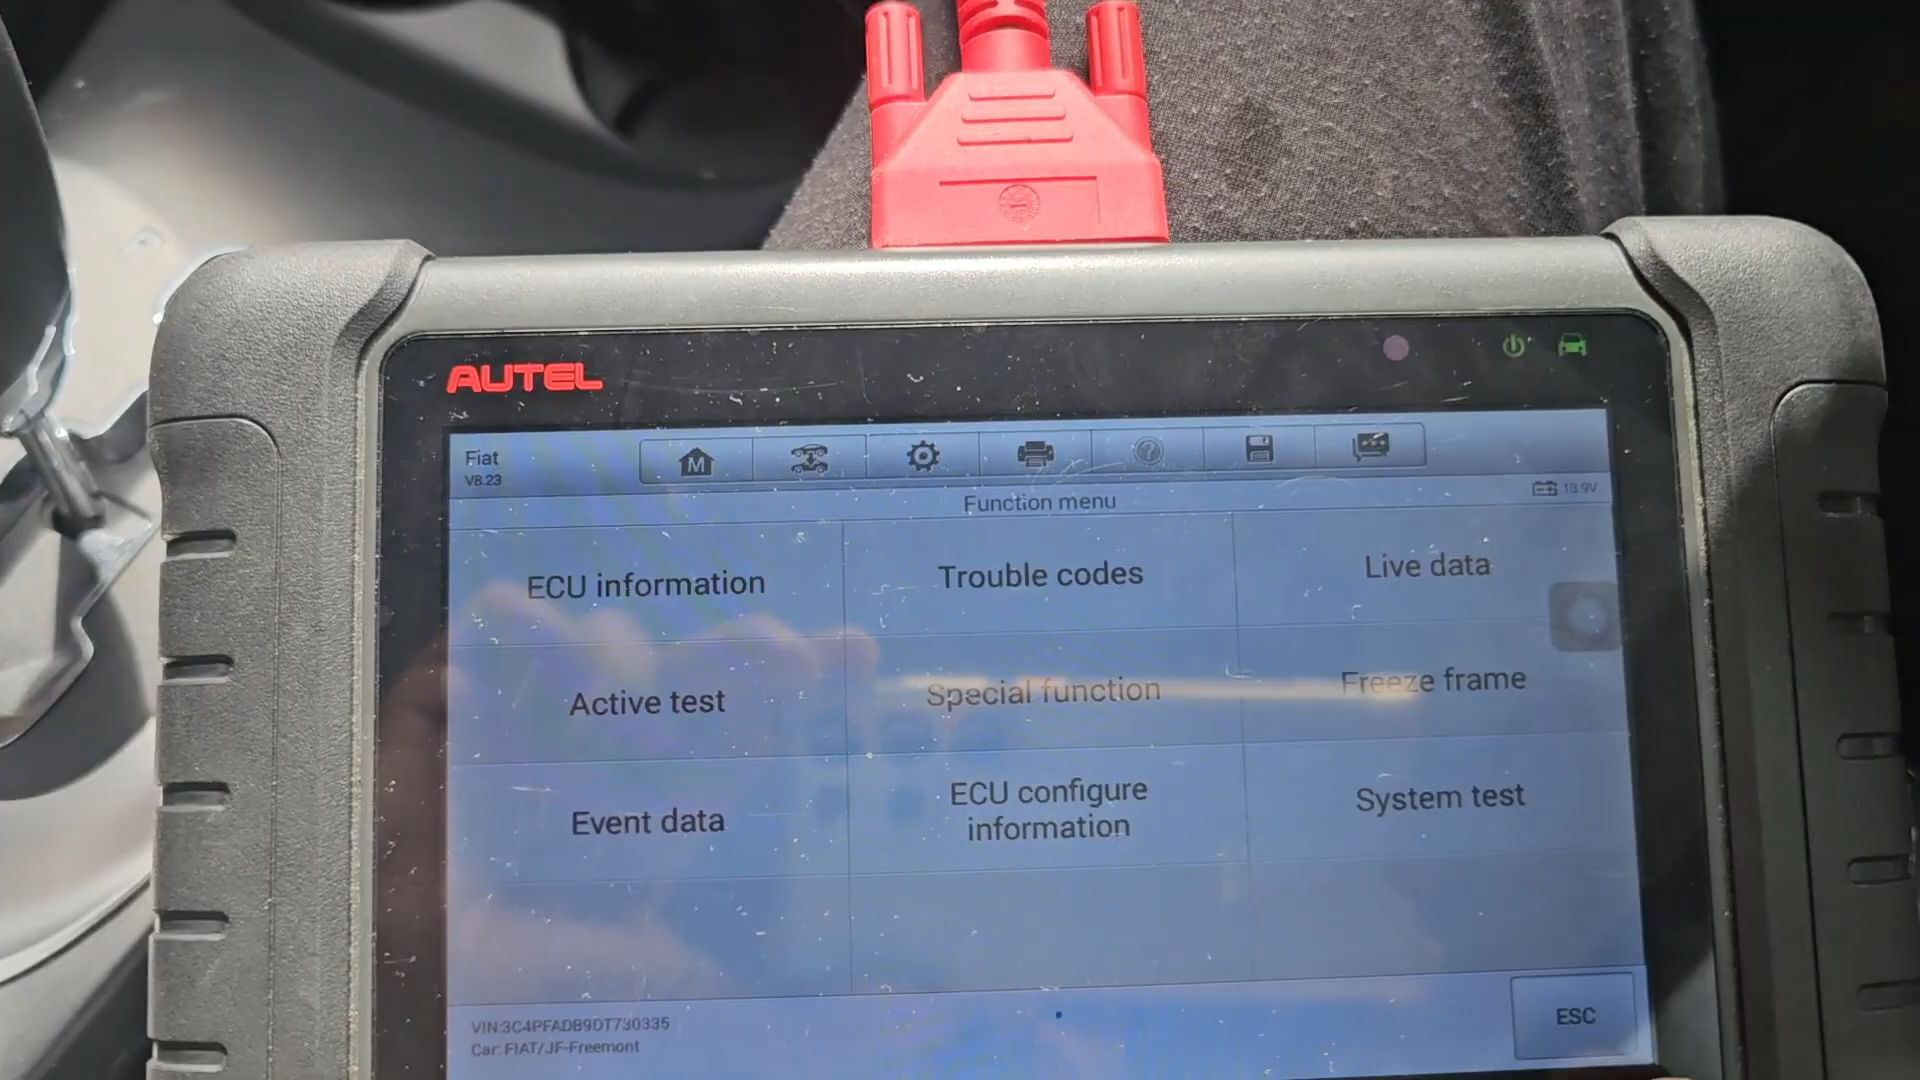 AUTEL
Fiat
V8.23
M
Function menu
13.9V
ECU information
Trouble codes
Live data
Active test
Special function
Freeze frame
Event data
ECU configure
information
System test
VIN:3C4PFADB9DT730335
Car: FIAT/JF-Freemont
ESC